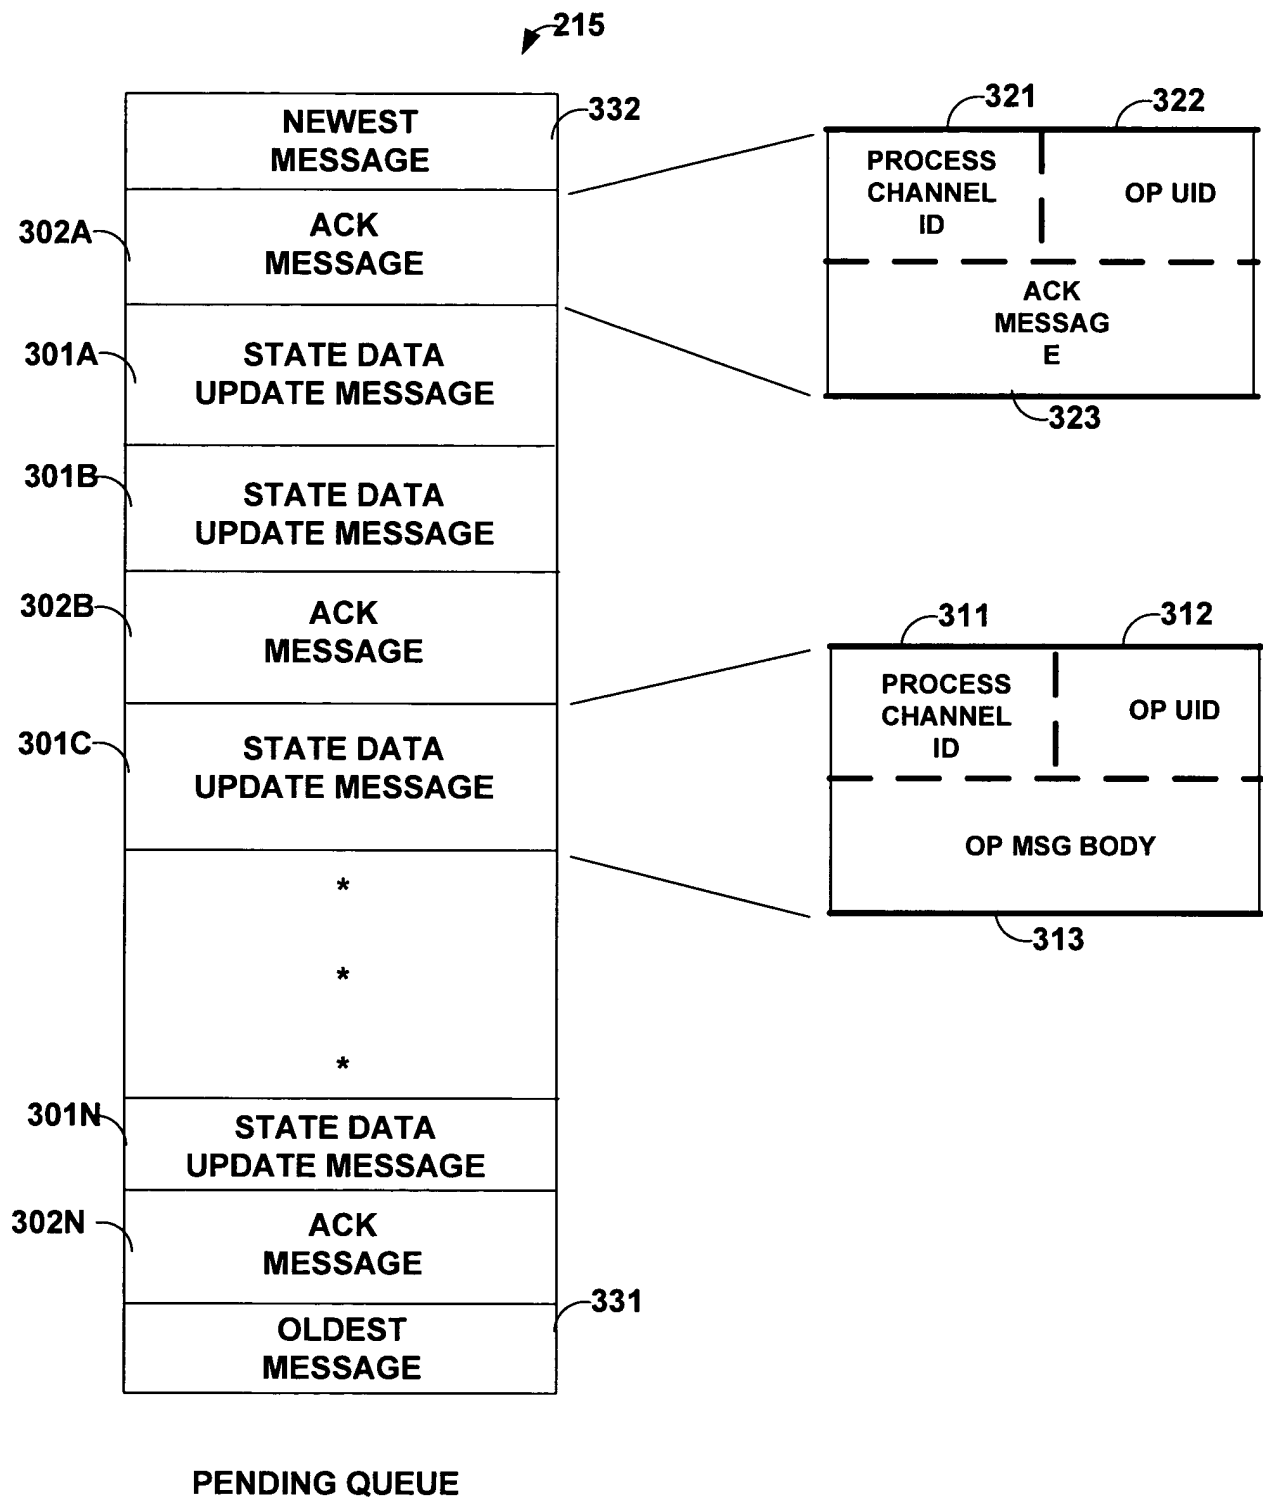 215
NEWEST
MESSAGE
332
302A
ACK
MESSAGE
301A
STATE DATA
UPDATE MESSAGE
301B
STATE DATA
UPDATE MESSAGE
302B
ACK
MESSAGE
301C
STATE DATA
UPDATE MESSAGE
*
*
*
301N
STATE DATA
UPDATE MESSAGE
302N
ACK
MESSAGE
OLDEST
MESSAGE
331
PENDING QUEUE
321
322
PROCESS
CHANNEL
ID
OP UID
ACK
MESSAG
E
323
311
312
PROCESS
CHANNEL
ID
OP UID
OP MSG BODY
313